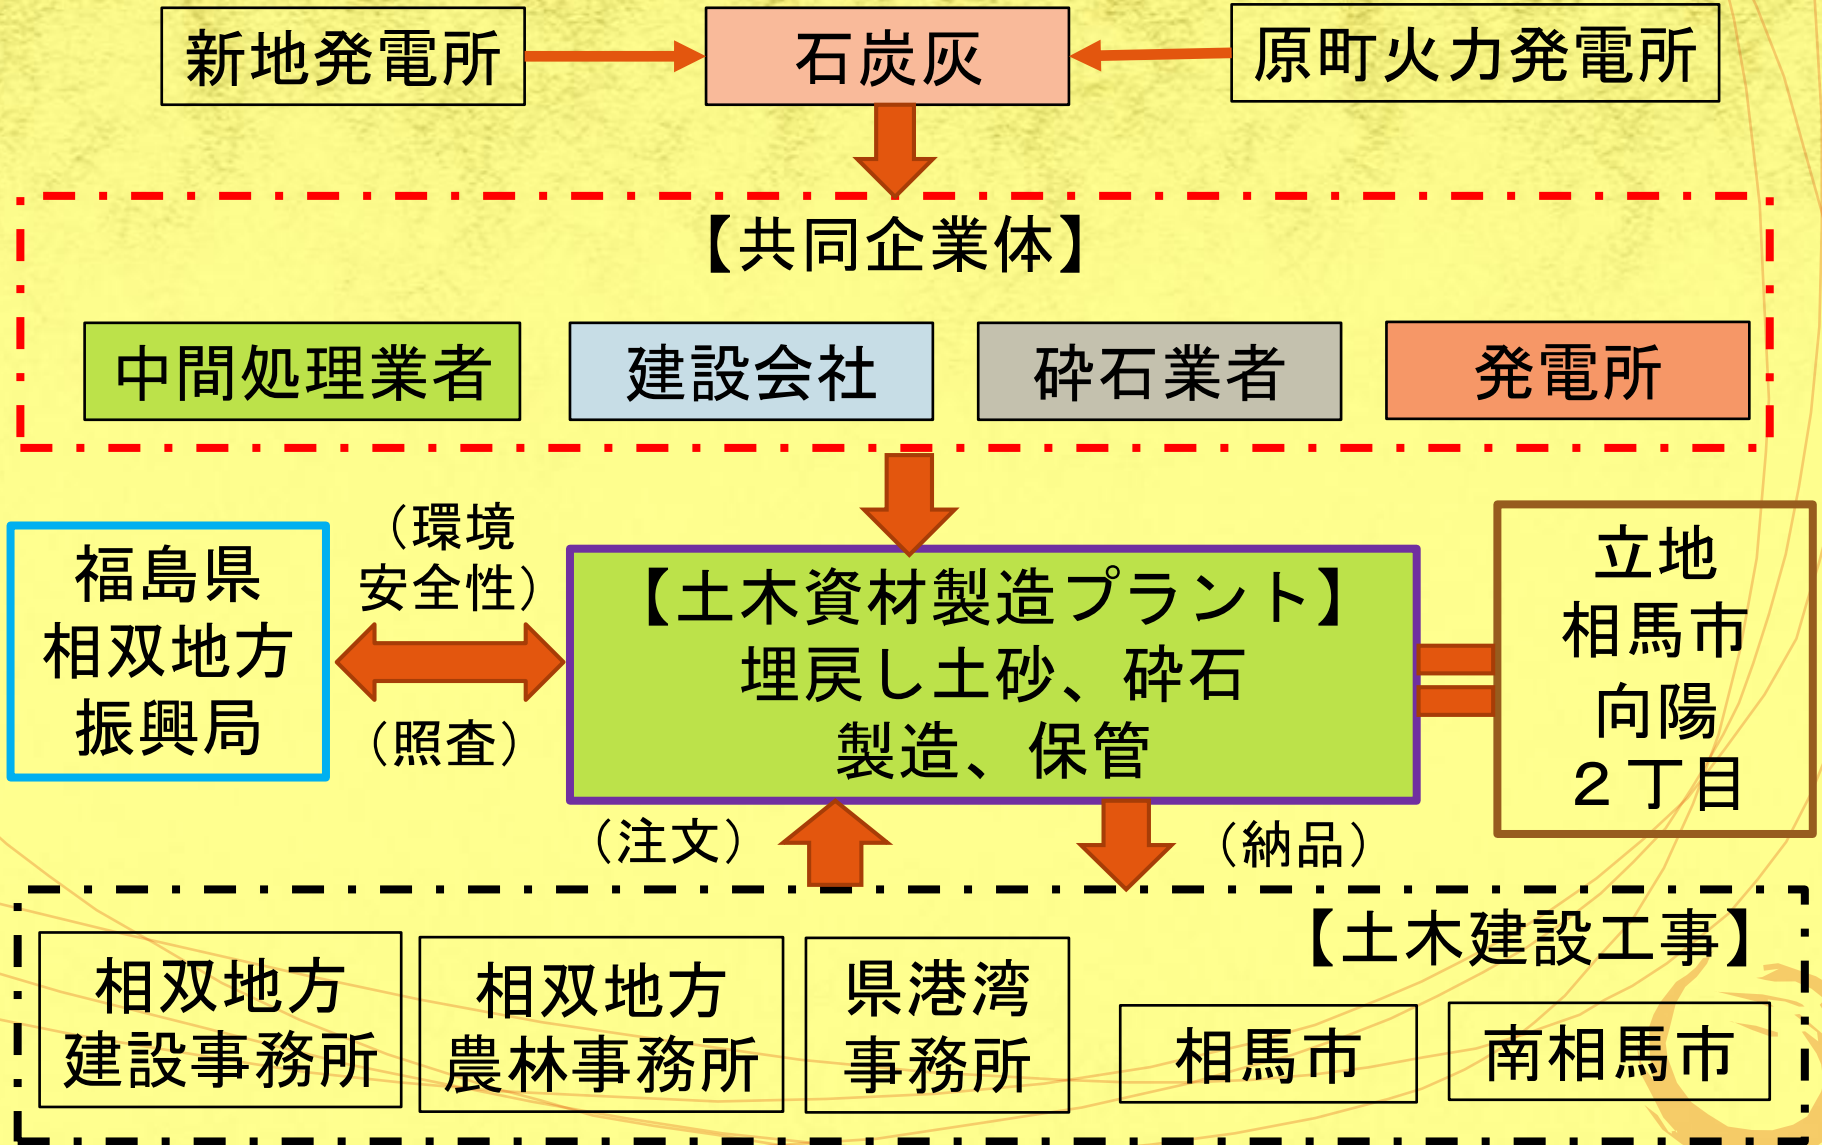 新地発電所
石炭灰
原町火力発電所
【共同企業体】
中間処理業者
建設会社
砕石業者
発電所
福島県
相双地方
振興局
（環境
安全性）
（照査）
【土木資材製造プラント】
埋戻し土砂、砕石
製造、保管
立地
相馬市
向陽
２丁目
（注文）
（納品）
【土木建設工事】
相双地方
建設事務所
相双地方
農林事務所
県港湾
事務所
相馬市
南相馬市